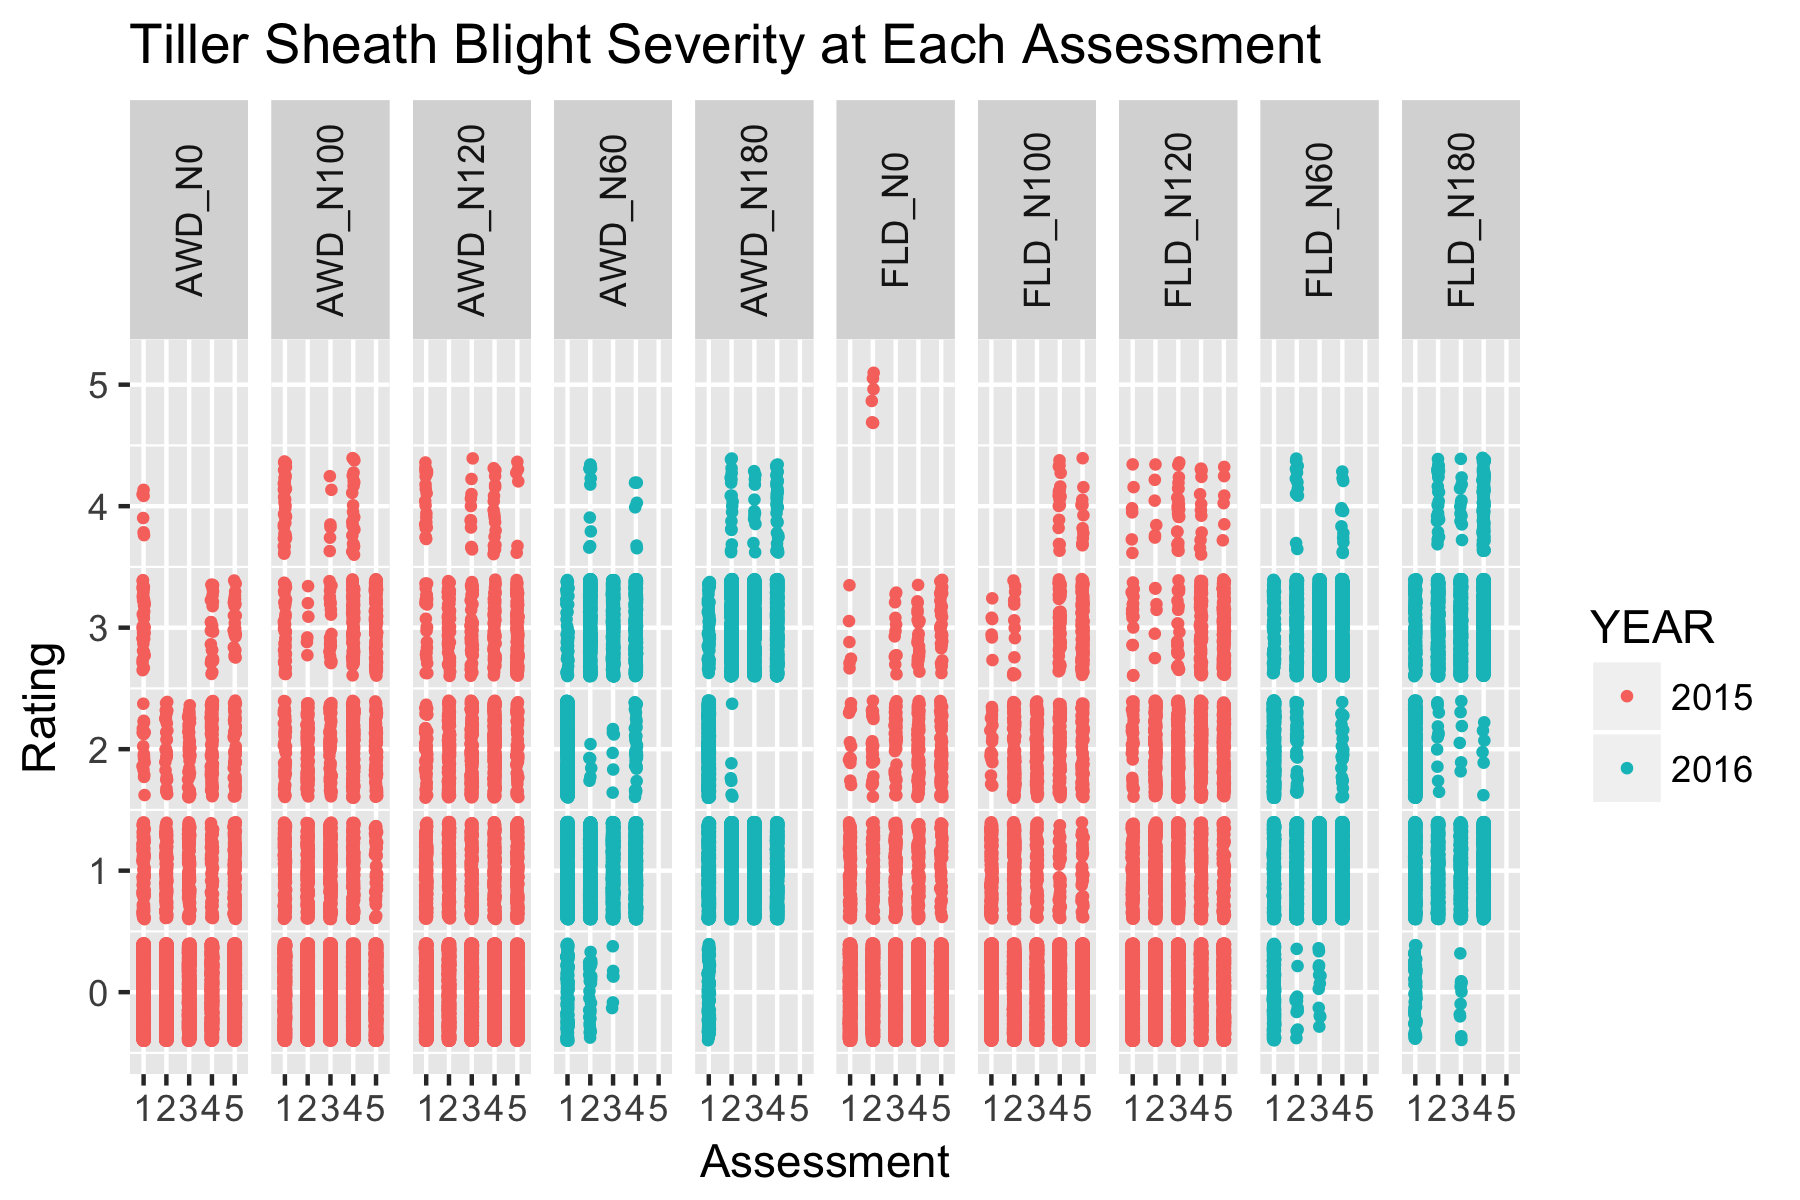 Tiller Sheath Blight Severity at Each Assessment
AWD_N0
AWD_N100
AWD_N120
AWD_N60
AWD_N180
FLD_N0
FLD_N100
FLD_N120
FLD_N60
FLD_N180
5
4
3
2
1
0
Rating
12345 12345 12345 12345 12345 12345 12345 12345 12345 12345
Assessment
YEAR
2015
2016